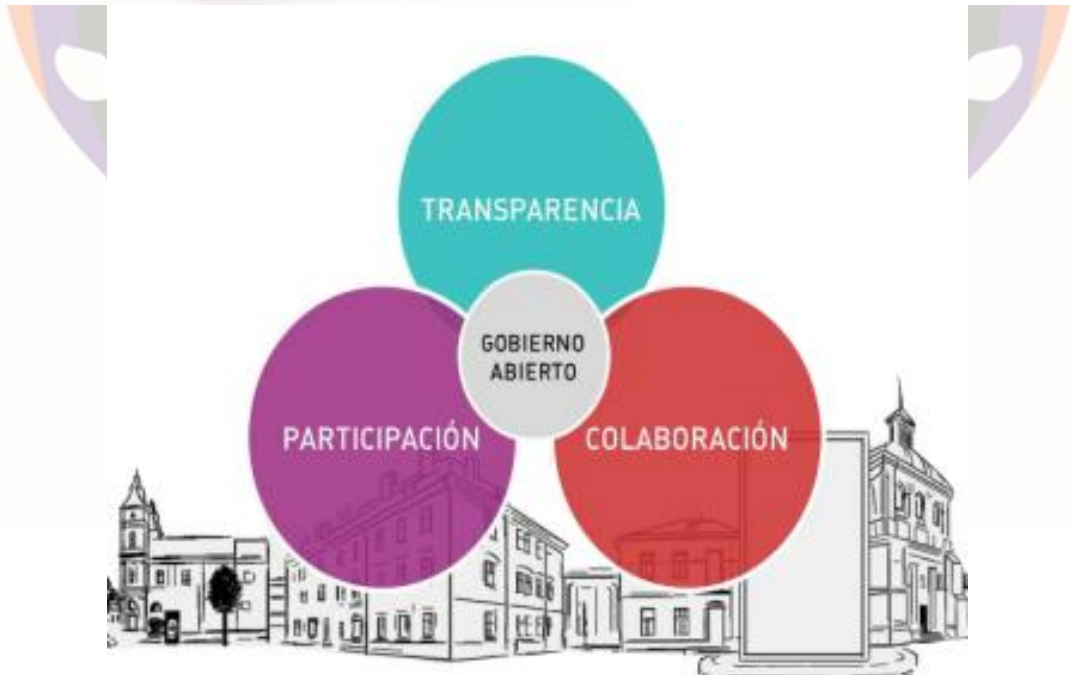 TRANSPARENCIA
GOBIERNO
ABIERTO
PARTICIPACIÓN
COLABORACIÓN